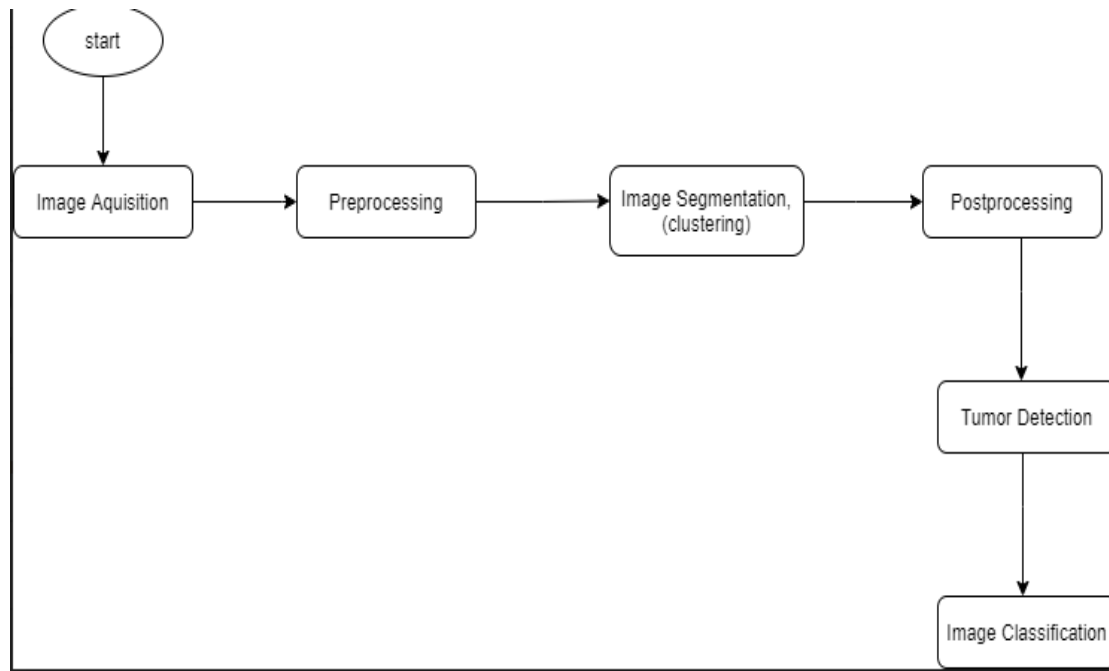 start
Image Aquisition
Preprocessing
Image Segmentation,
(clustering)
Postprocessing
Tumor Detection
Image Classification